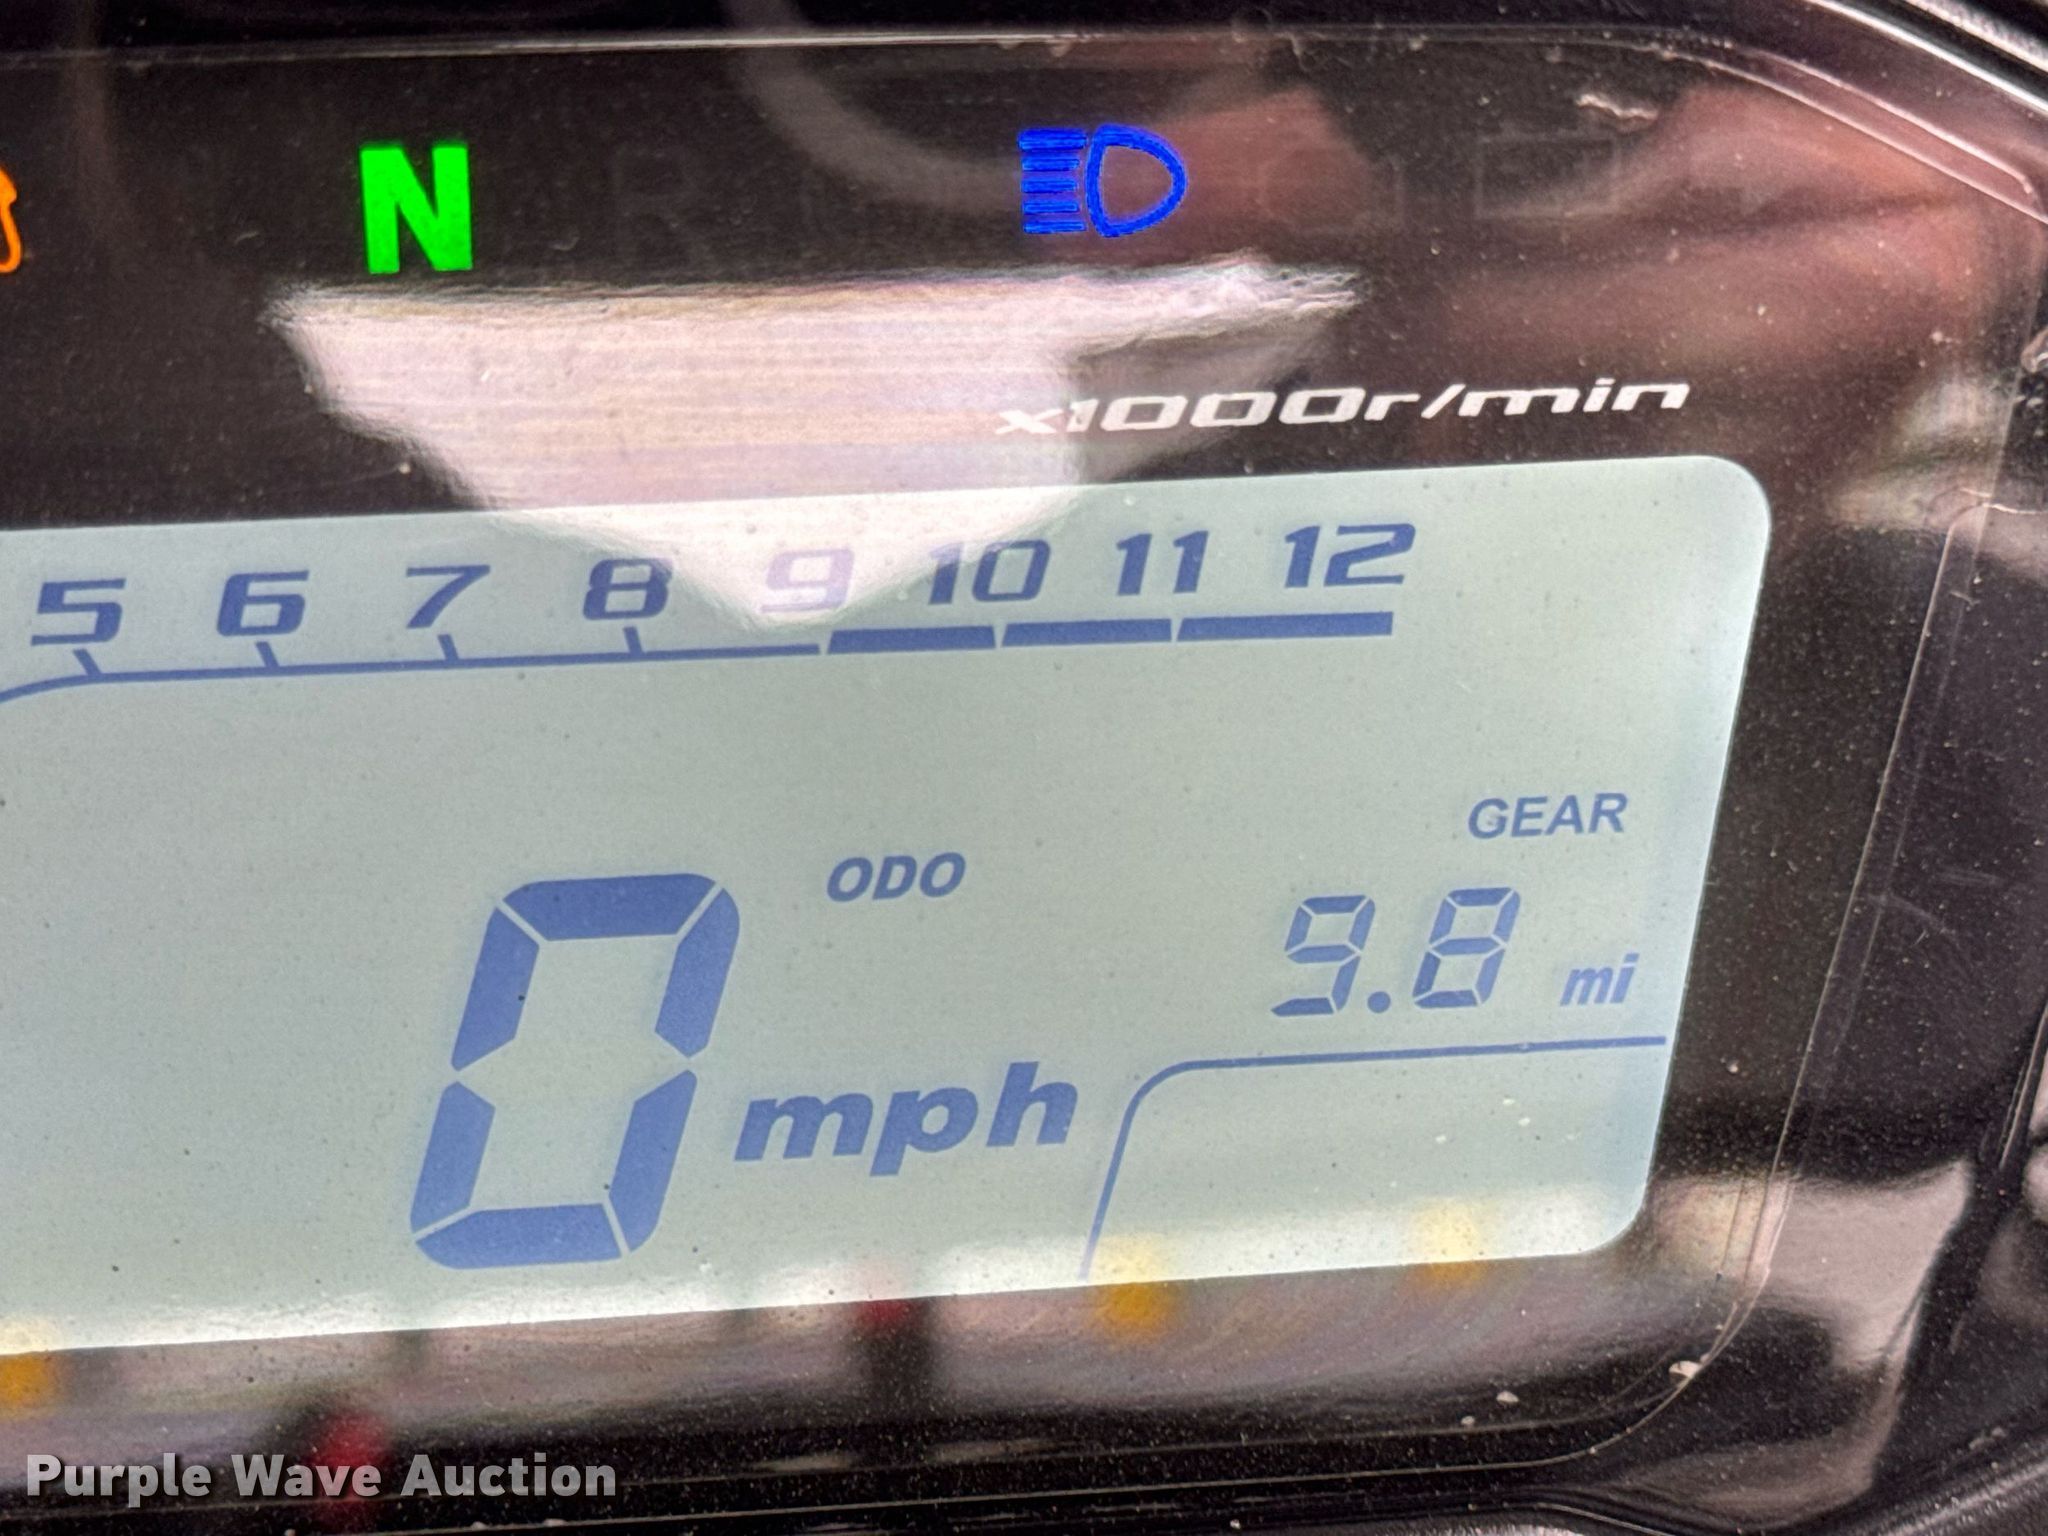 N
x1000r/min
5 6 7 8 9 10 11 12
GEAR
ODO
9.8 mi
0 mph
Purple Wave Auction